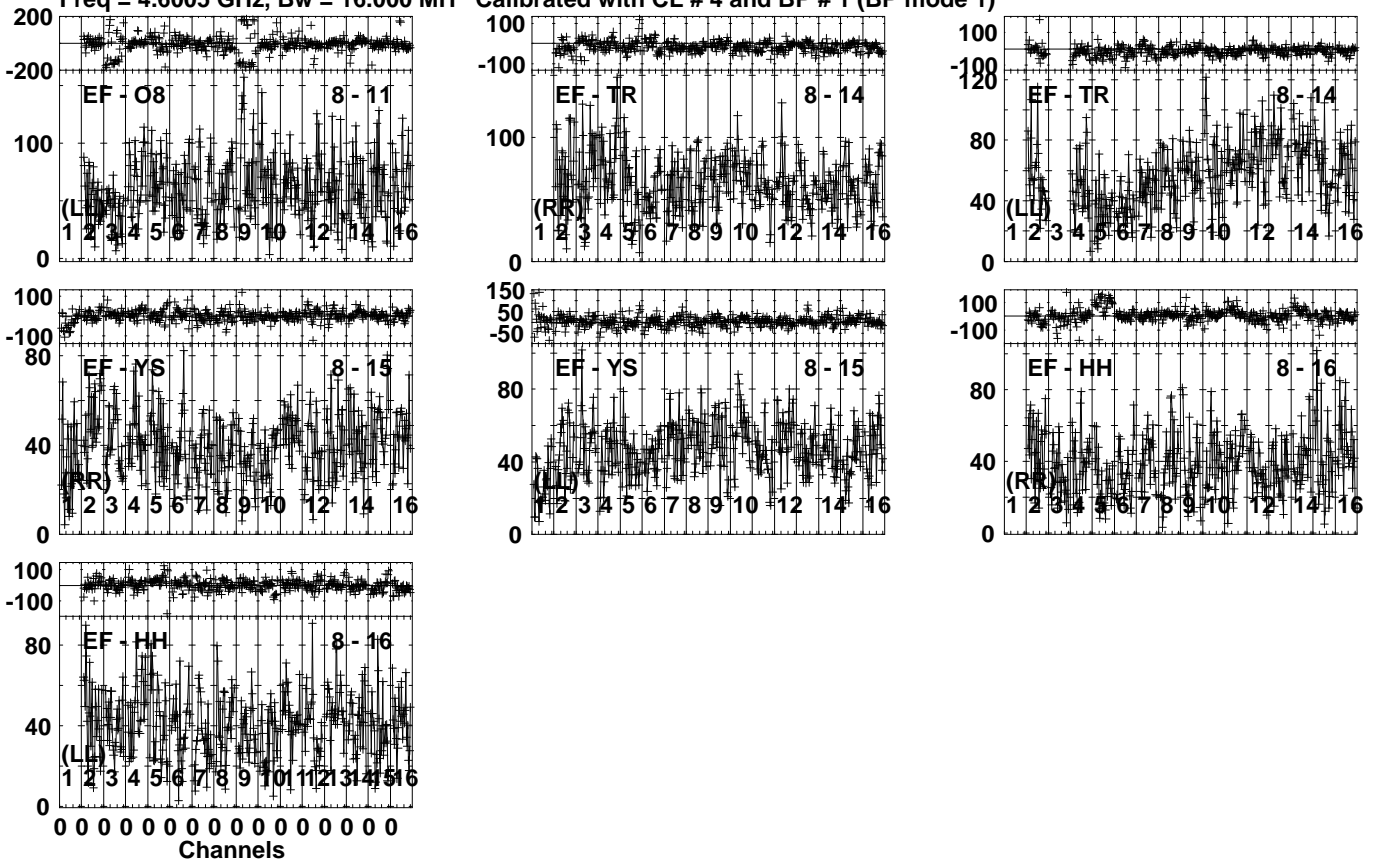 Freq = 4.6005 GHz, Bw = 16.000 MH Calibrated with CL # 4 and BP # 1 (BP mode 1)
200
-200
EF - O8 8 - 11
100
(LL)
1 2 3 4 5 6 7 8 9 10 12 14 16
0
100
-100
EF - TR 8 - 14
100
(RR)
1 2 3 4 5 6 7 8 9 10 12 14 16
0
100
-100
120
EF - TR 8 - 14
80
40
(LL)
1 2 3 4 5 6 7 8 9 10 12 14 16
0
100
-100
80
EF - YS 8 - 15
40
(RR)
1 2 3 4 5 6 7 8 9 10 12 14 16
0
150
50
-50
EF - YS 8 - 15
80
40
(LL)
1 2 3 4 5 6 7 8 9 10 12 14 16
0
100
-100
EF - HH 8 - 16
80
40
(RR)
1 2 3 4 5 6 7 8 9 10 12 14 16
0
100
-100
EF - HH 8 - 16
80
40
(LL)
1 2 3 4 5 6 7 8 9 10 11 12 13 14 15 16
0
0 0 0 0 0 0 0 0 0 0 0 0 0 0 0 0
Channels